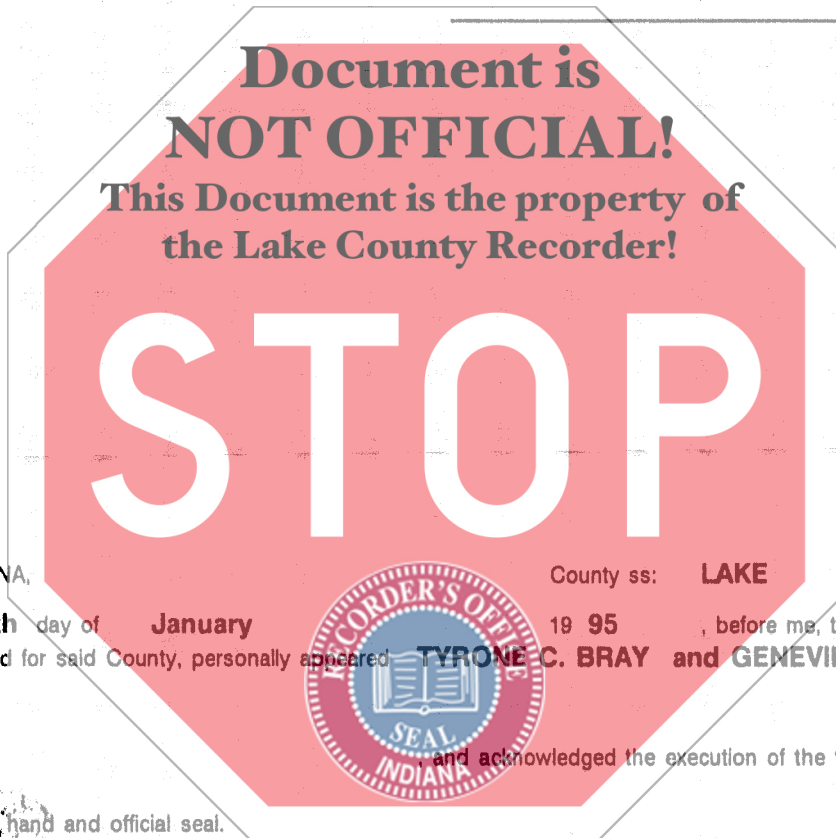 Document is
NOT OFFICIAL!
This Document is the property of
the Lake County Recorder!
STOP
NA, County ss: LAKE
h day of January 19 95 , before me, t
d for said County, personally appeared TYRONE C. BRAY and GENEVI
RECORDER'S OFFICE
SEAL
INDIANA
, and acknowledged the execution of the
hand and official seal.